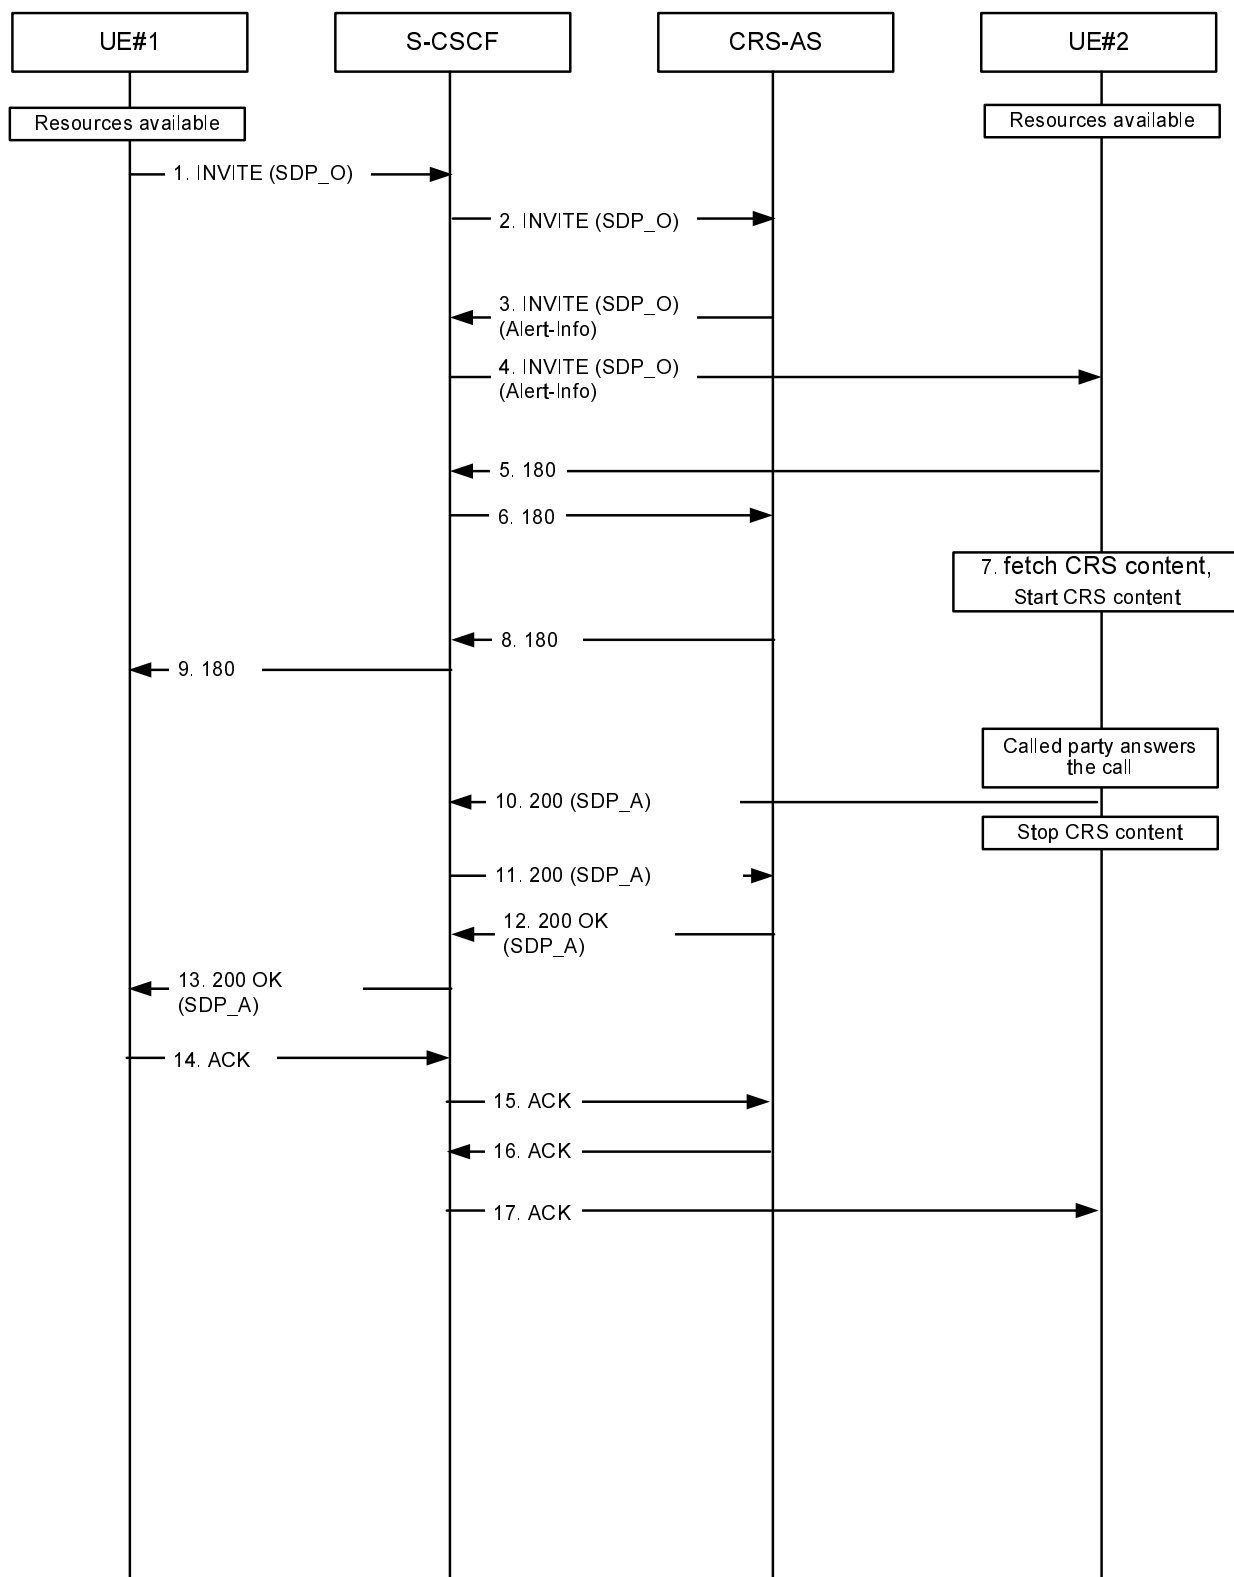 UE#1
S-CSCF
CRS-AS
UE#2
Resources available
Resources available
1. INVITE (SDP_O)
2. INVITE (SDP_O)
3. INVITE (SDP_O)
(Alert-Info)
4. INVITE (SDP_O)
(Alert-Info)
5. 180
6. 180
7. fetch CRS content,
Start CRS content
8. 180
9. 180
Called party answers
the call
10. 200 (SDP_A)
Stop CRS content
11. 200 (SDP_A)
12. 200 OK
(SDP_A)
13. 200 OK
(SDP_A)
14. ACK
15. ACK
16. ACK
17. ACK